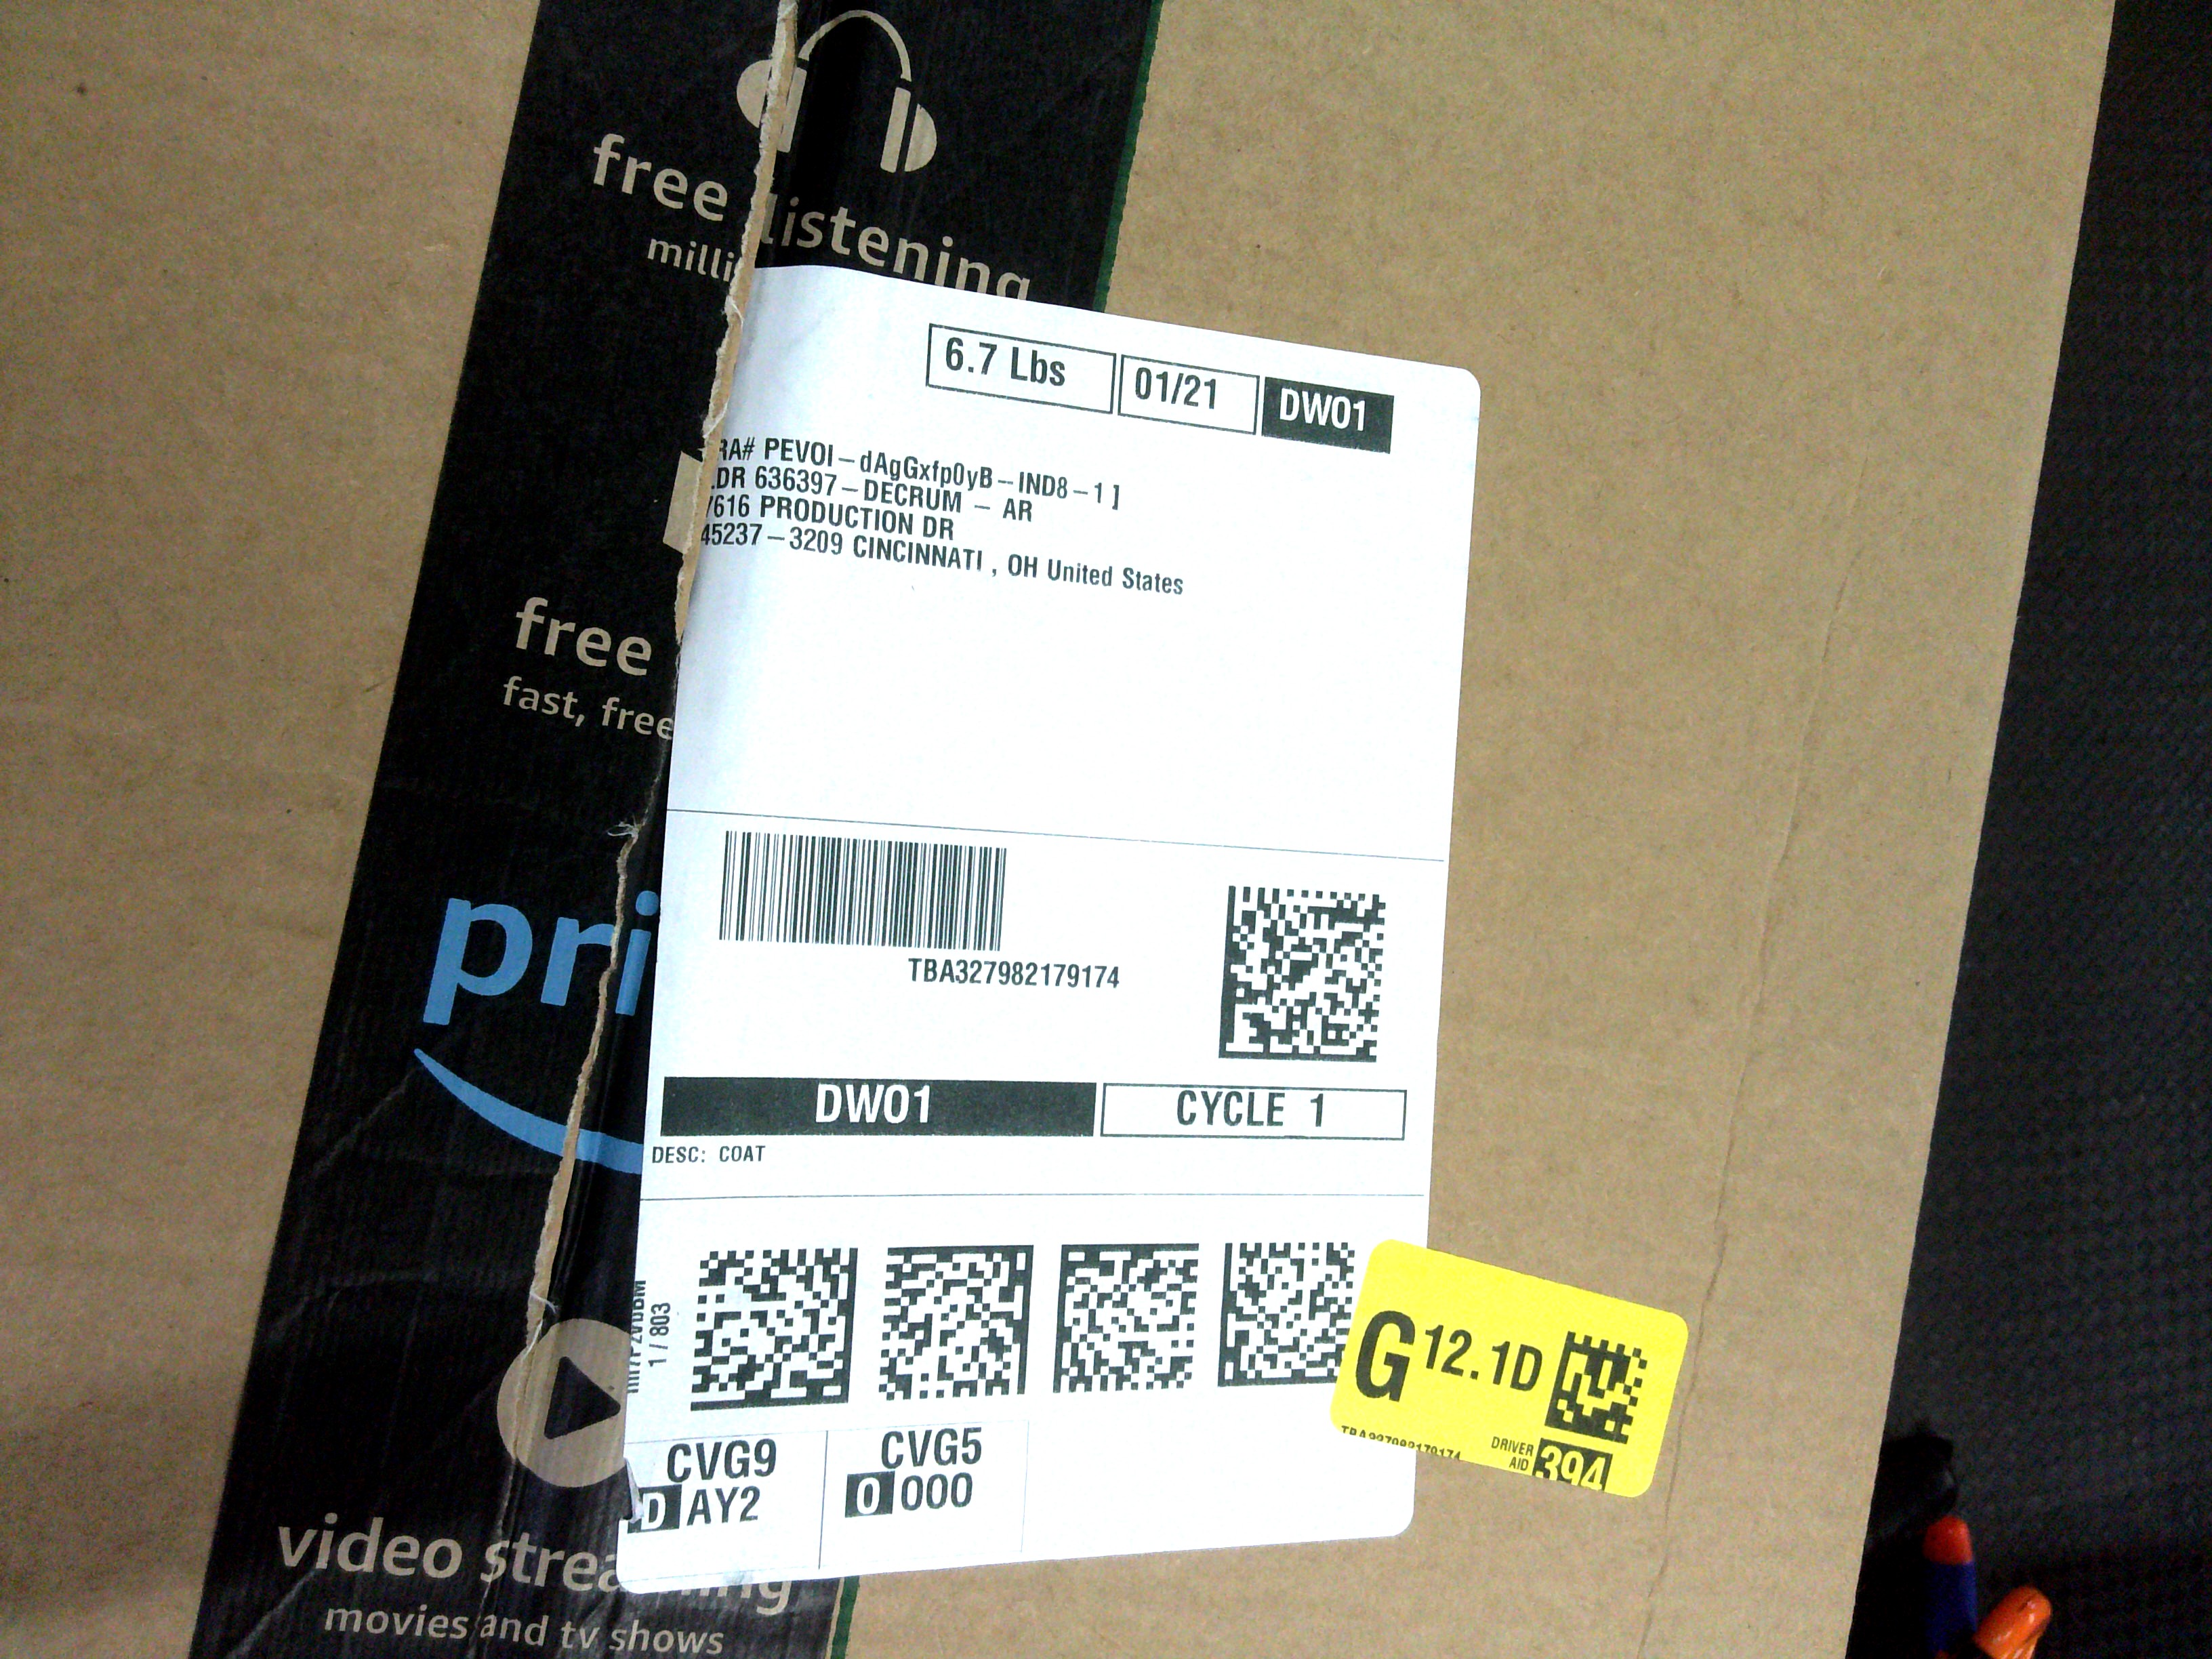 free listening
free
fast, free
pri
video
movies and tv shows
6.7 Lbs
01/21
DW01
RA# PEVOI-dAgGxfp0yB-IND8-1 ]
DR 636397-DECRUM - AR
7616 PRODUCTION DR
45237-3209 CINCINNATI , OH United States
TBA327982179174
DW01
CYCLE 1
DESC: COAT
1 / 803
CVG9
D AY2
CVG5
0 000
G 12.1D
TBA327982179174
DRIVER
AID
394